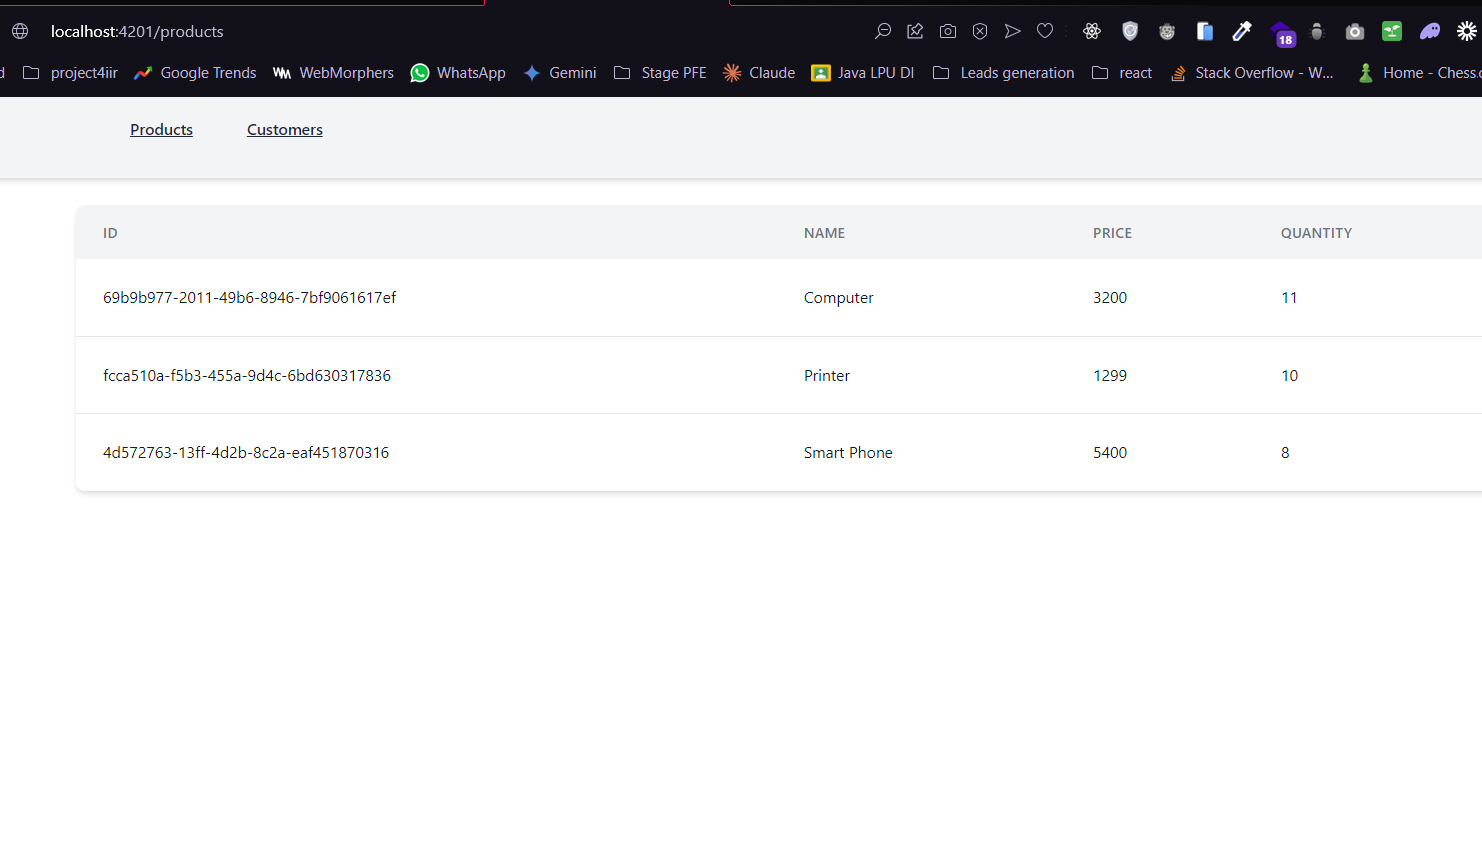 localhost:4201/products
18
d project4iir Google Trends WebMorphers WhatsApp Gemini Stage PFE Claude Java LPU DI Leads generation react Stack Overflow - W... Home - Chess.c
Products Customers
ID NAME PRICE QUANTITY
69b9b977-2011-49b6-8946-7bf9061617ef Computer 3200 11
fcca510a-f5b3-455a-9d4c-6bd630317836 Printer 1299 10
4d572763-13ff-4d2b-8c2a-eaf451870316 Smart Phone 5400 8